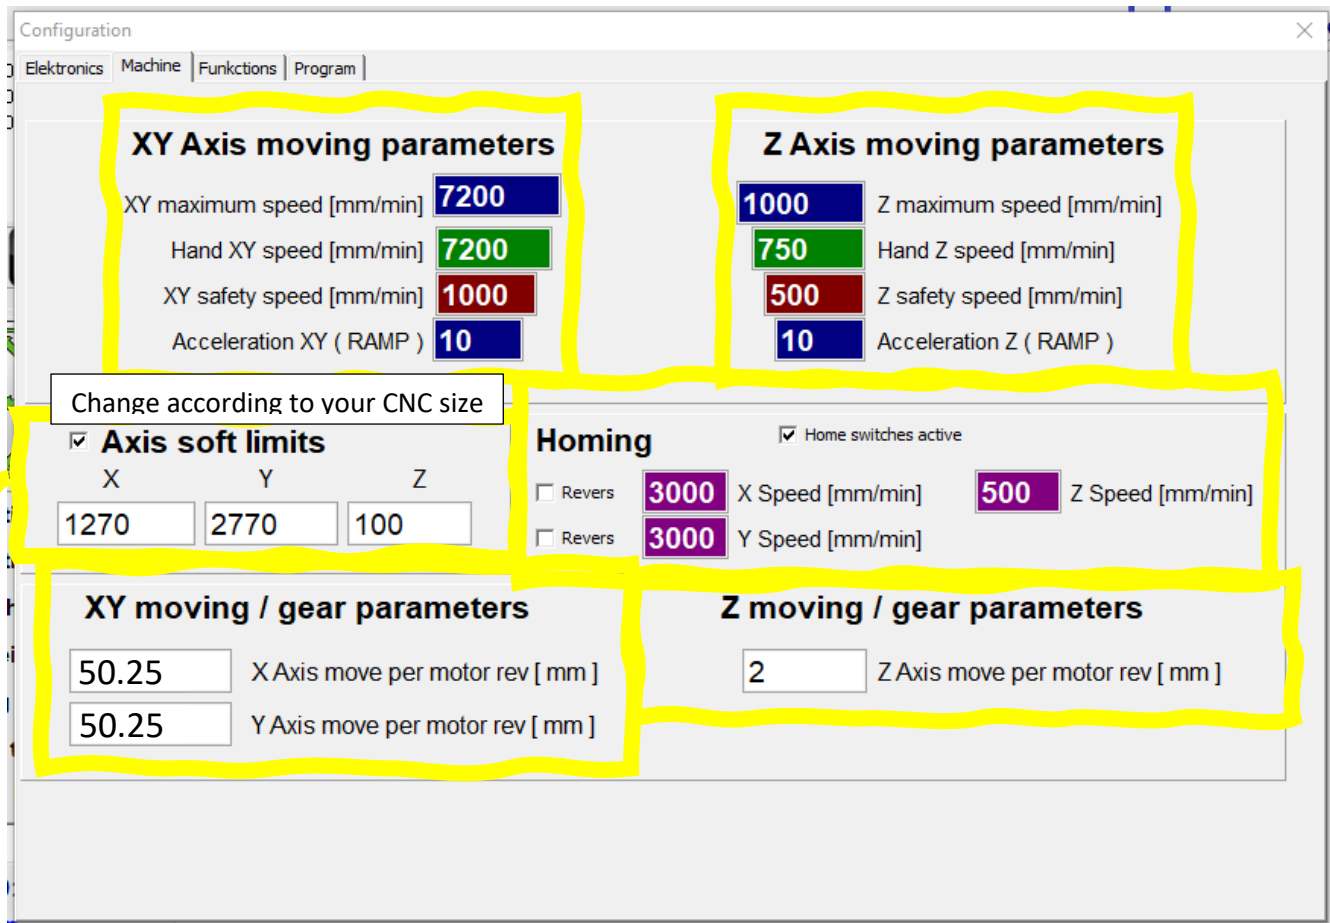 Configuration
Elektronics Machine Funkctions Program
XY Axis moving parameters
XY maximum speed [mm/min] 7200
Hand XY speed [mm/min] 7200
XY safety speed [mm/min] 1000
Acceleration XY ( RAMP ) 10
Z Axis moving parameters
1000 Z maximum speed [mm/min]
750 Hand Z speed [mm/min]
500 Z safety speed [mm/min]
10 Acceleration Z ( RAMP )
Change according to your CNC size
Axis soft limits
X Y Z
1270 2770 100
Homing
Home switches active
Revers 3000 X Speed [mm/min] 500 Z Speed [mm/min]
Revers 3000 Y Speed [mm/min]
XY moving / gear parameters
50.25 X Axis move per motor rev [ mm ]
50.25 Y Axis move per motor rev [ mm ]
Z moving / gear parameters
2 Z Axis move per motor rev [ mm ]